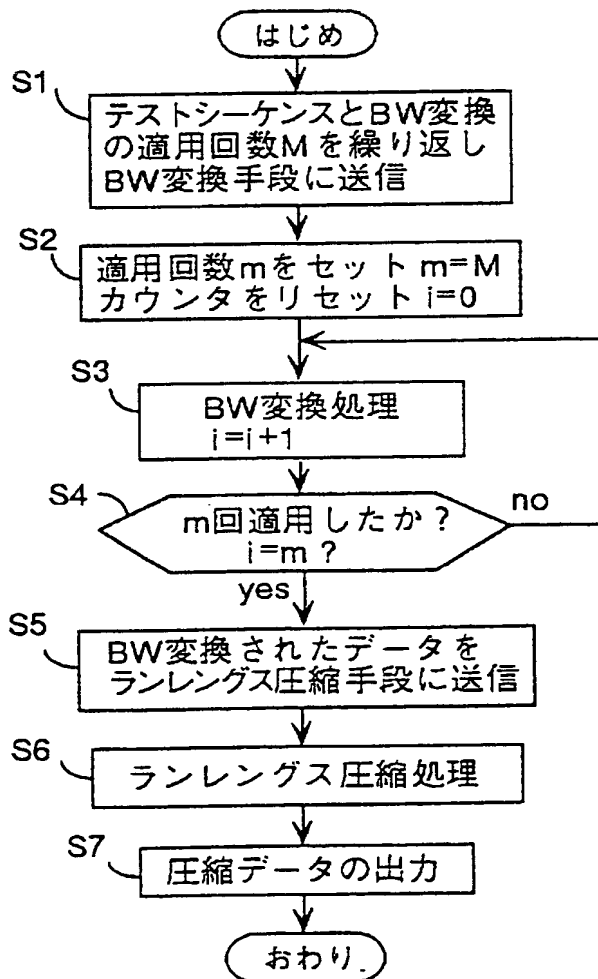 はじめ
S1
テストシーケンスとBW変換
の適用回数Mを繰り返し
BW変換手段に送信
S2
適用回数mをセット m=M
カウンタをリセット i=0
S3
BW変換処理
i=i+1
S4
m回適用したか?
i=m?
no
yes
S5
BW変換されたデータを
ランレングス圧縮手段に送信
S6
ランレングス圧縮処理
S7
圧縮データの出力
おわり